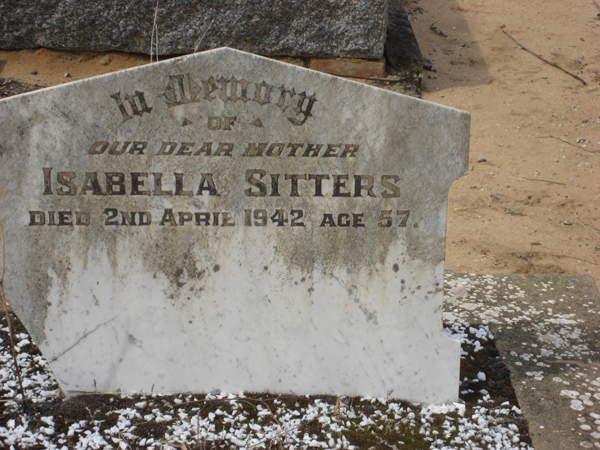 In Memory
OF
OUR DEAR MOTHER
ISABELLA SITTERS
DIED 2ND APRIL 1942 AGE 57.